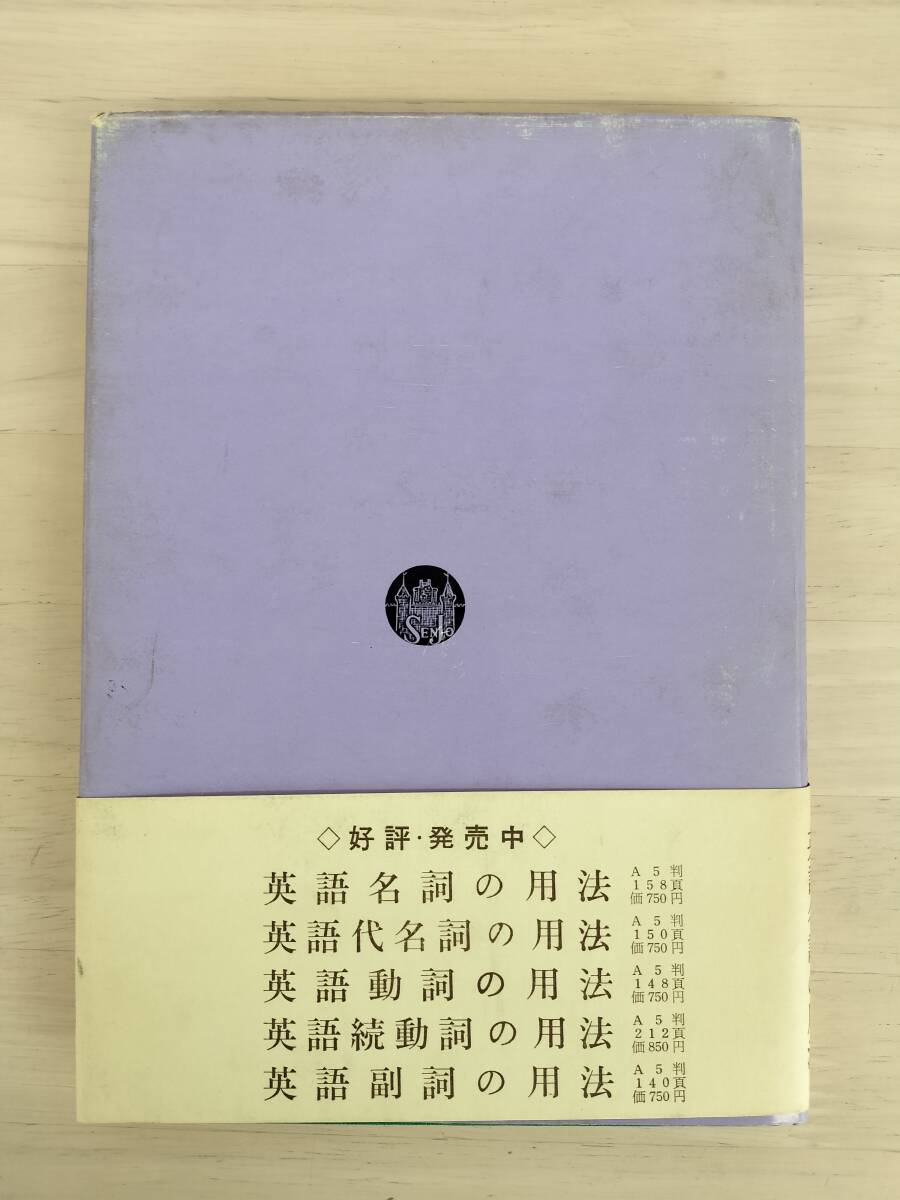 SENJO
◇好評・発売中◇
英語名詞の用法 A5判
158頁
価750円
英語代名詞の用法 A5判
150頁
価750円
英語動詞の用法 A5判
148頁
価750円
英語続動詞の用法 A5判
212頁
価850円
英語副詞の用法 A5判
140頁
価750円